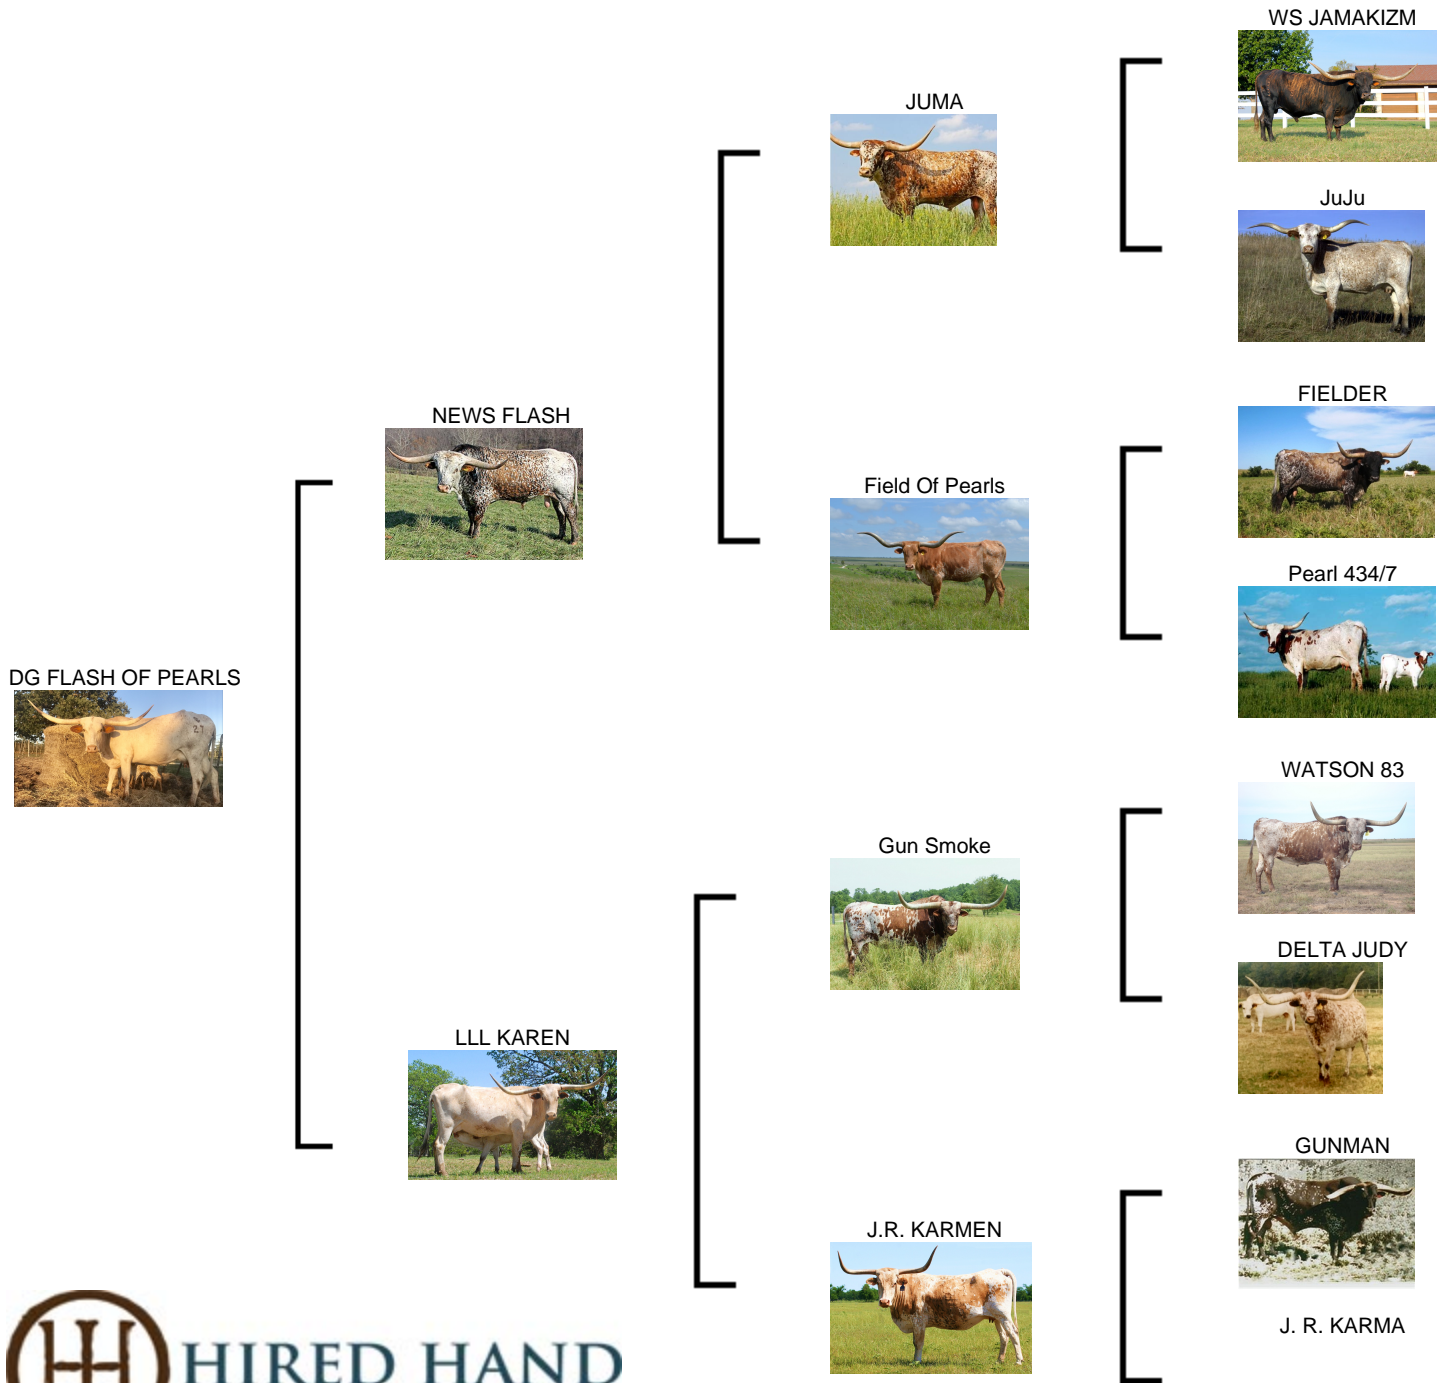 WS JAMAKIZM
JUMA
JuJu
FIELDER
NEWS FLASH
Field Of Pearls
Pearl 434/7
DG FLASH OF PEARLS
27
WATSON 83
Gun Smoke
DELTA JUDY
LLL KAREN
GUNMAN
J.R. KARMEN
J. R. KARMA
HIRED HAND